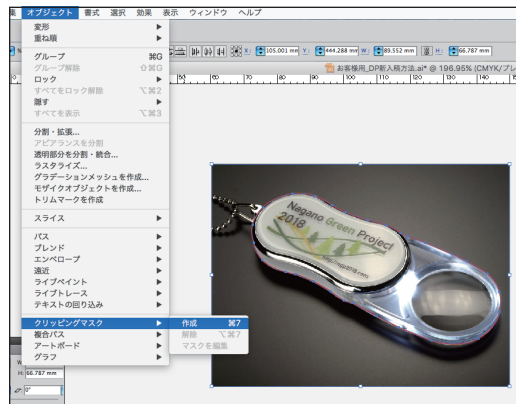 集 オブジェクト 書式 選択 効果 表示 ウィンドウ ヘルプ
変形
重ね順
グループ ⌘G
グループ解除 ⇧⌘G
ロック
すべてをロック解除 ⌥⌘2
隠す
すべてを表示 ⌥⌘3
分割・拡張...
アピアランスを分割
透明部分を分割・統合...
ラスタライズ...
グラデーションメッシュを作成...
モザイクオブジェクトを作成...
トリムマークを作成
スライス
パス
ブレンド
エンベロープ
遠近
ライブペイント
ライブトレース
テキストの回り込み
クリッピングマスク
複合パス
アートボード
グラフ
作成 ⌘7
解除 ⌥⌘7
マスクを編集
X: 105.001 mm Y: 444.288 mm W: 89.552 mm H: 66.787 mm
お客様用_DP新入稿方法.ai* @ 196.95% (CMYK/プレ
50 60 70 80 90 100 110 120 130 140
Nagano Green Project
2018
W:
H: 66.787 mm
0°